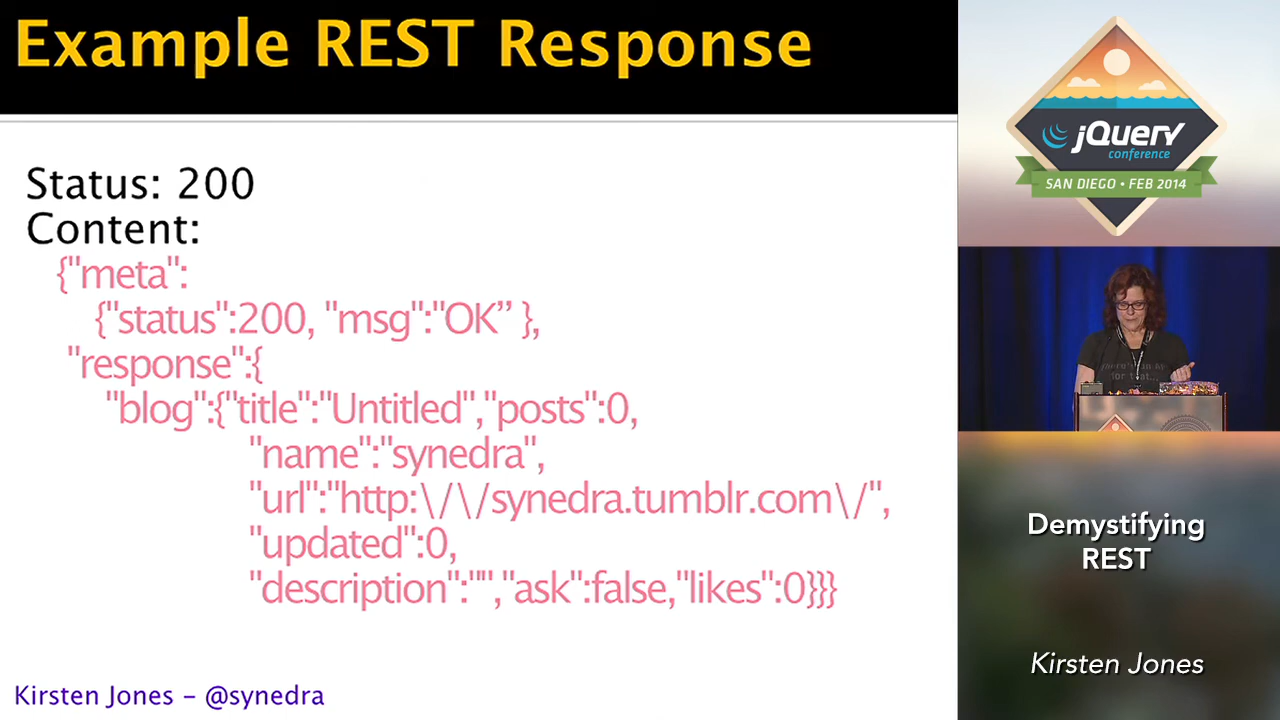 Example REST Response
Status: 200
Content:
{"meta":
{"status":200, "msg":"OK” },
"response":{
"blog":{"title":"Untitled","posts":0,
"name":"synedra",
"url":"http:\/\/synedra.tumblr.com\/",
"updated":0,
"description":"","ask":false,"likes":0}}}
Kirsten Jones – @synedra
jQuery
conference
SAN DIEGO • FEB 2014
Demystifying
REST
Kirsten Jones